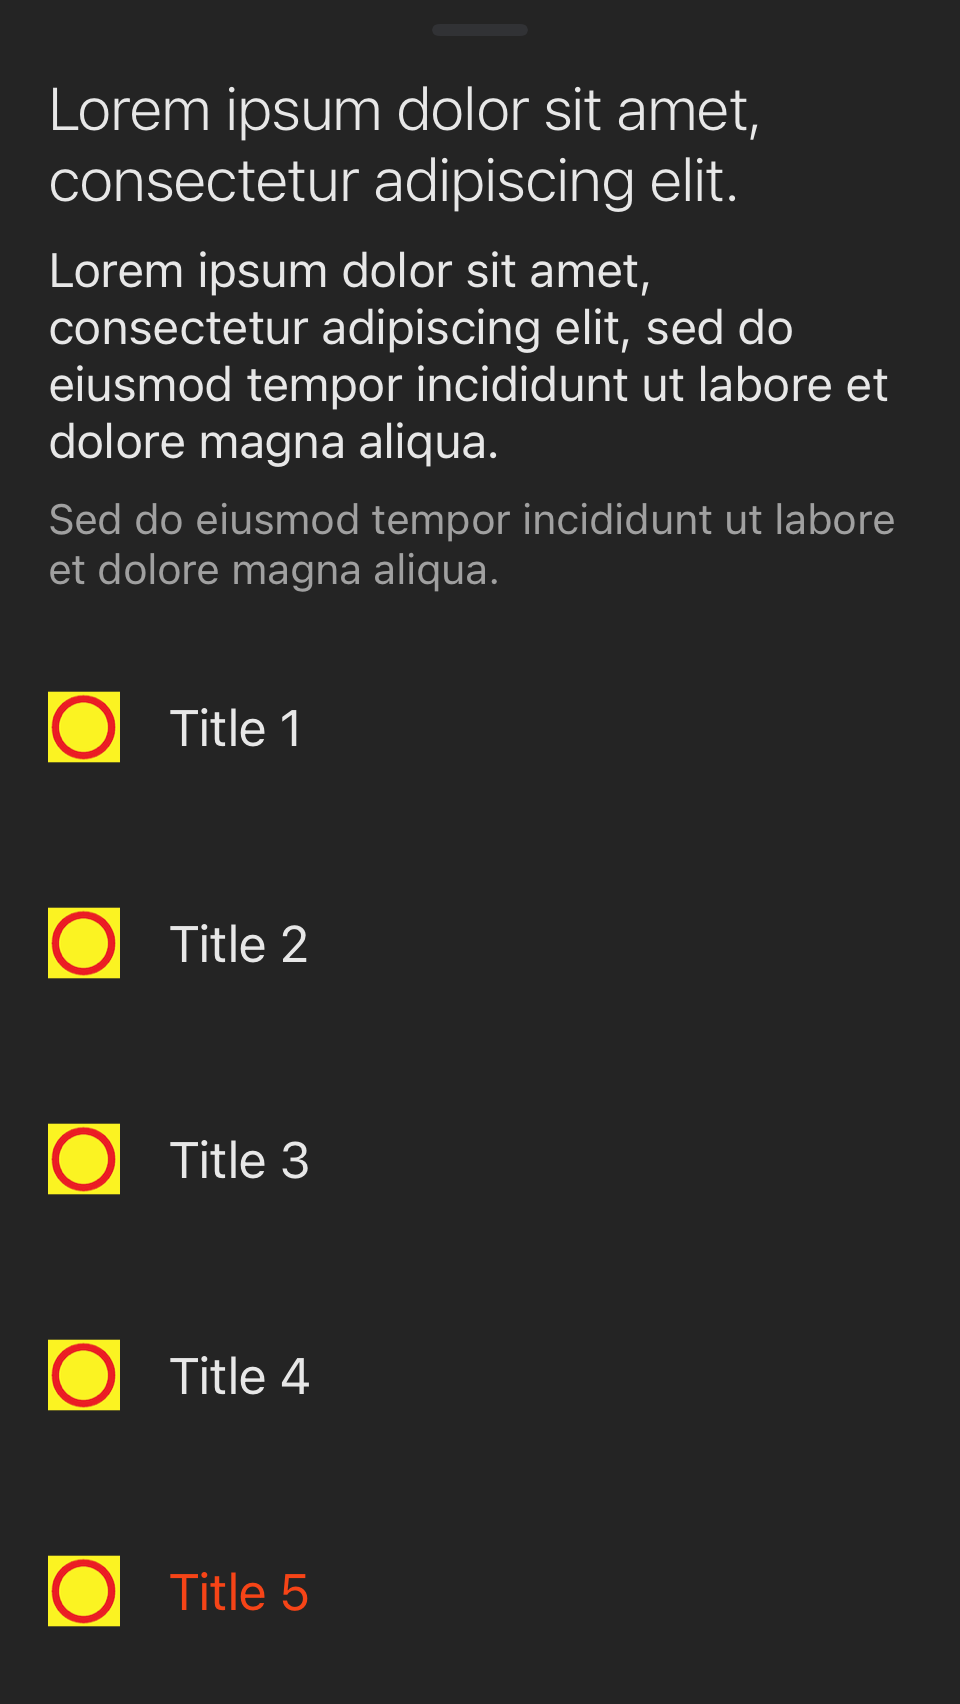 Lorem ipsum dolor sit amet,
consectetur adipiscing elit.
Lorem ipsum dolor sit amet,
consectetur adipiscing elit, sed do
eiusmod tempor incididunt ut labore et
dolore magna aliqua.
Sed do eiusmod tempor incididunt ut labore
et dolore magna aliqua.
Title 1
Title 2
Title 3
Title 4
Title 5